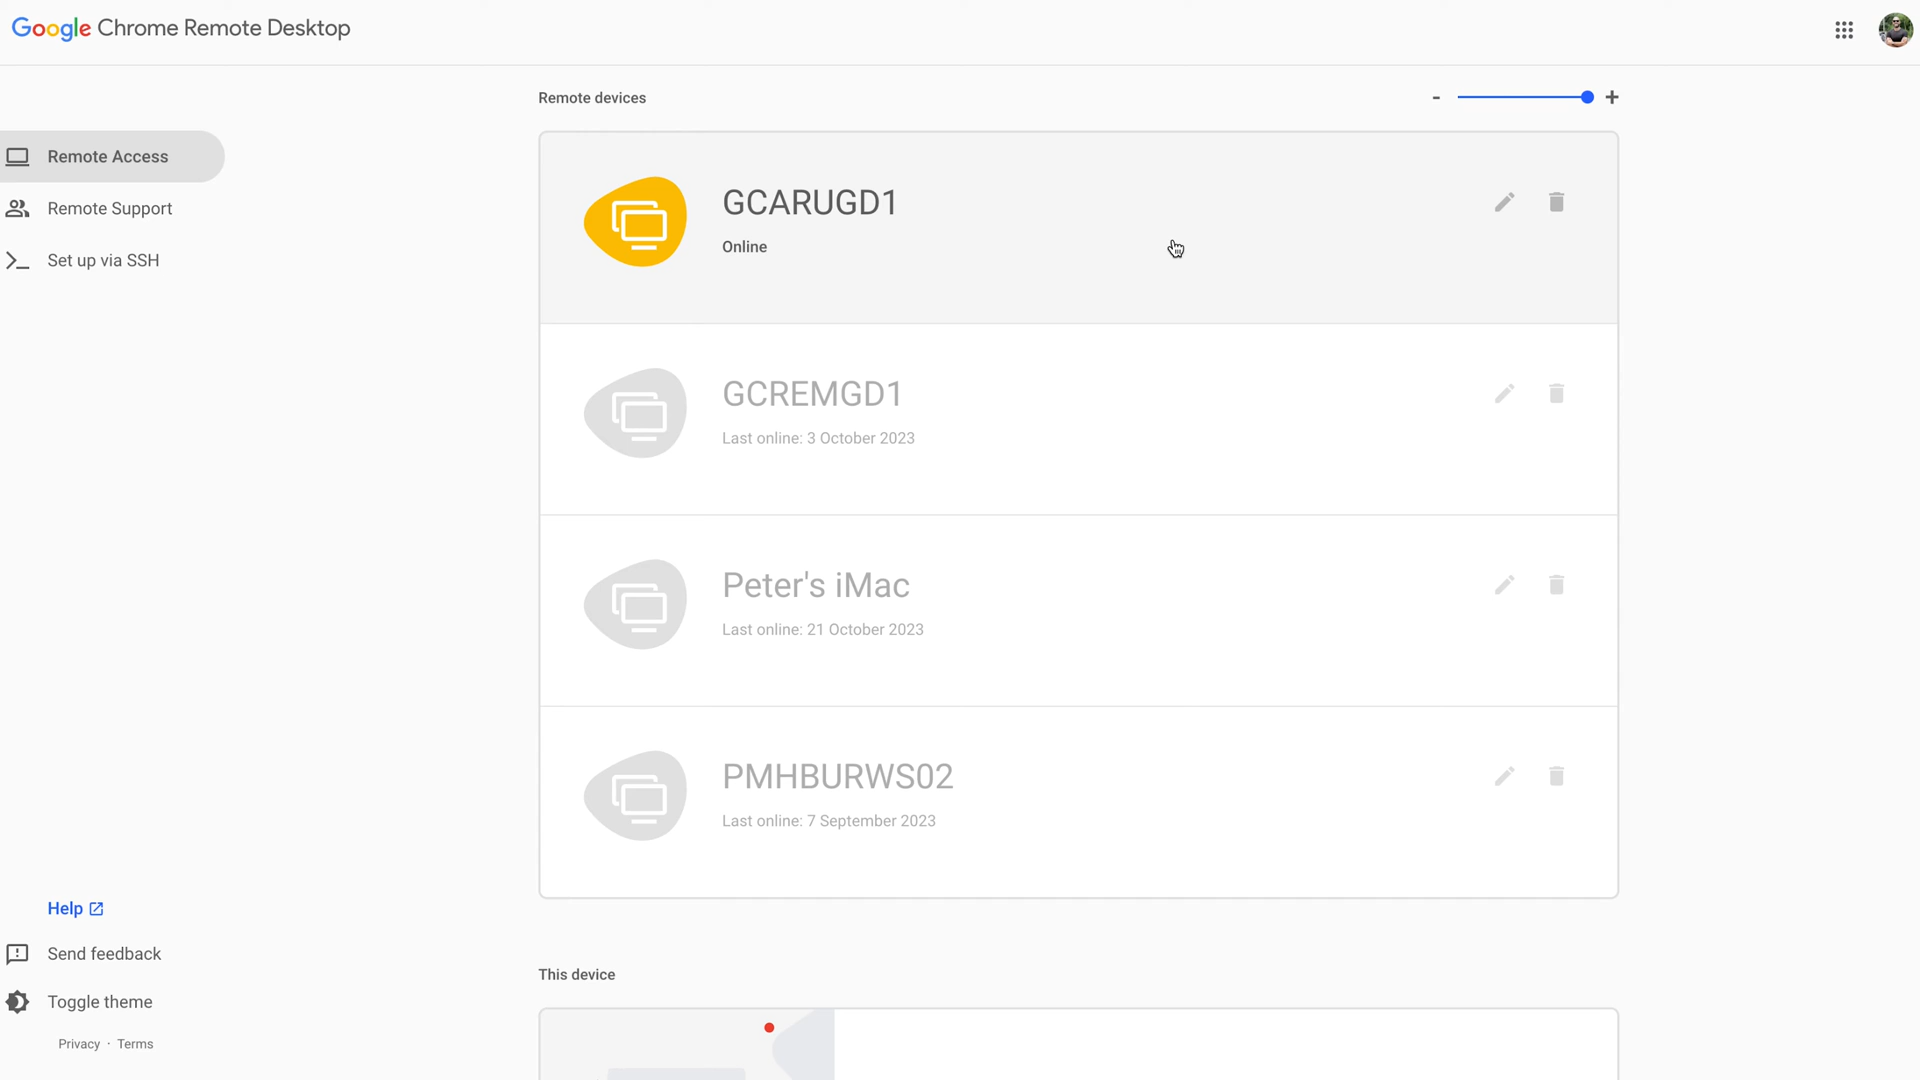 Google Chrome Remote Desktop
Remote devices
- +
Remote Access
Remote Support
Set up via SSH
GCARUGD1
Online
GCREMGD1
Last online: 3 October 2023
Peter's iMac
Last online: 21 October 2023
PMHBURWS02
Last online: 7 September 2023
Help
Send feedback
Toggle theme
Privacy · Terms
This device